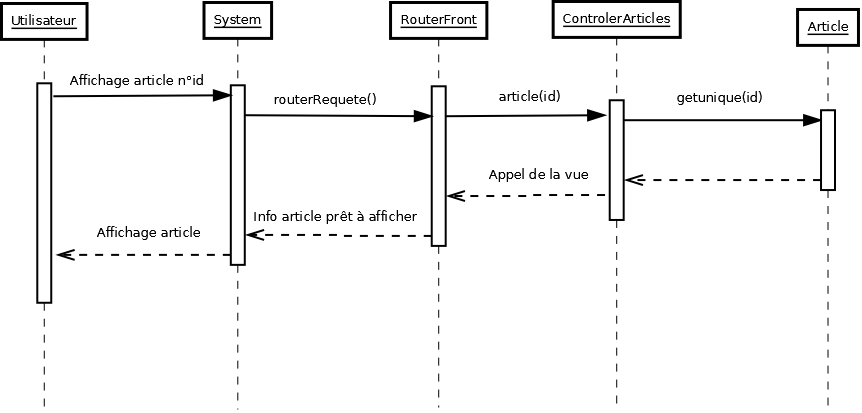 Utilisateur
System
RouterFront
ControlerArticles
Article
Affichage article n°id
routerRequete()
article(id)
getunique(id)
Appel de la vue
Info article prêt à afficher
Affichage article